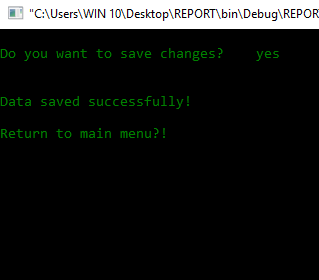 "C:\Users\WIN 10\Desktop\REPORT\bin\Debug\REPOR
Do you want to save changes? yes
Data saved successfully!
Return to main menu?!